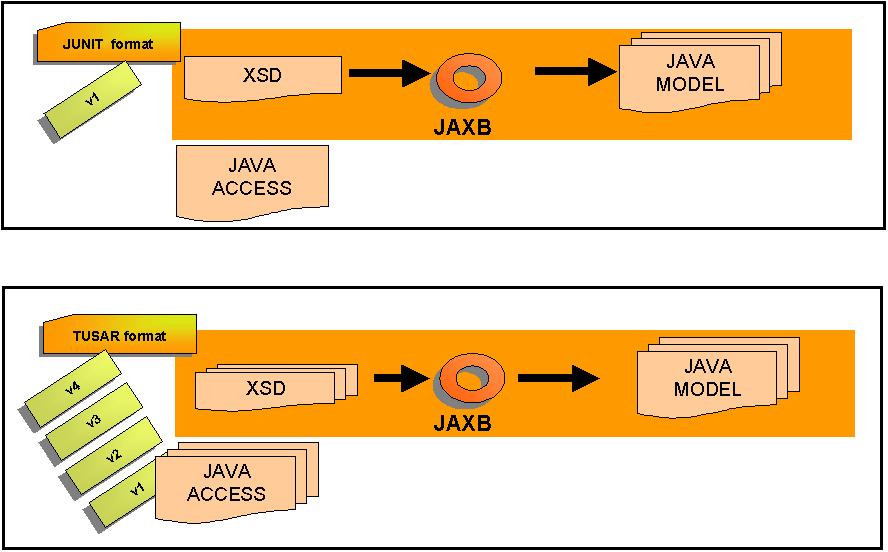 JUNIT format
v1
XSD
JAXB
JAVA
MODEL
JAVA
ACCESS
TUSAR format
v4
v3
v2
v1
XSD
JAXB
JAVA
MODEL
JAVA
ACCESS